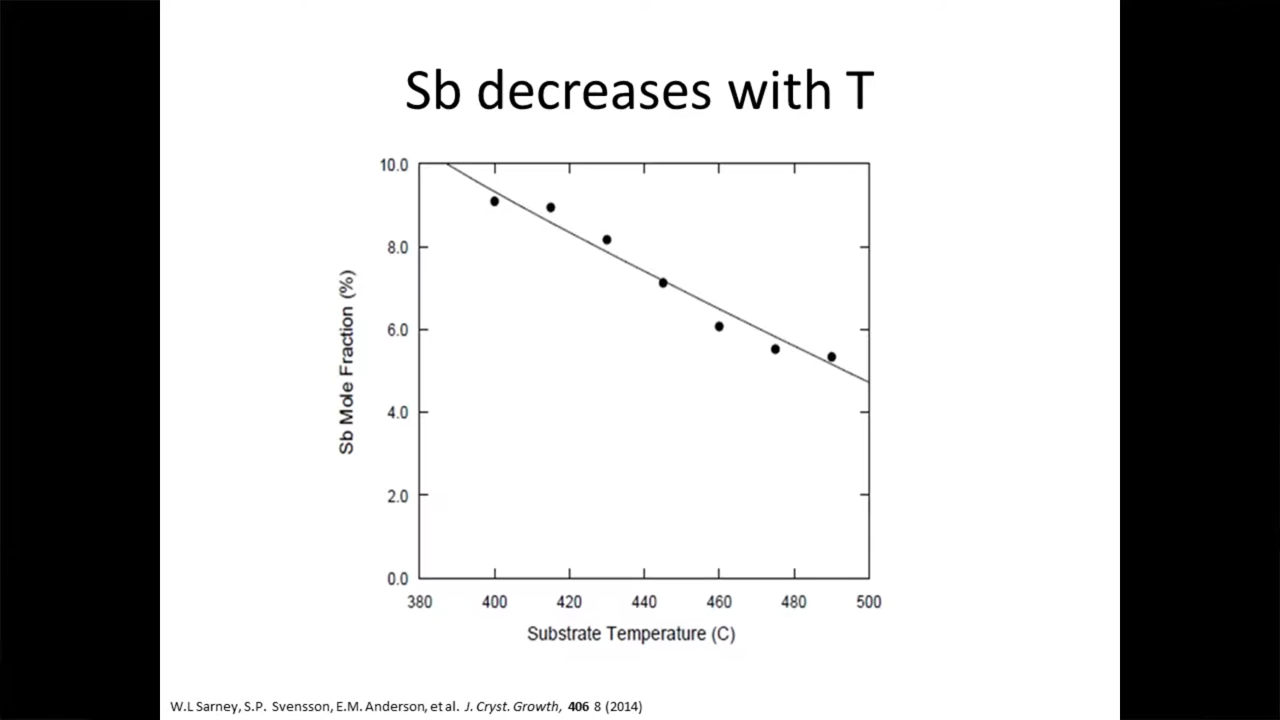 Sb decreases with T
10.0
8.0
6.0
4.0
2.0
0.0
Sb Mole Fraction (%)
380 400 420 440 460 480 500
Substrate Temperature (C)
W.L Sarney, S.P. Svensson, E.M. Anderson, et al. J. Cryst. Growth, 406 8 (2014)